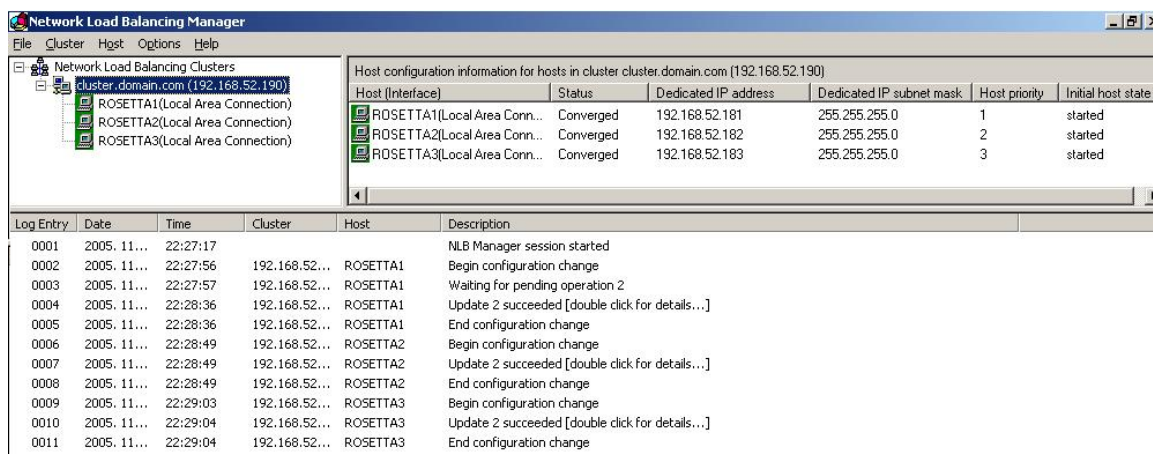 Network Load Balancing Manager
File Cluster Host Options Help
Network Load Balancing Clusters
cluster.domain.com (192.168.52.190)
ROSETTA1(Local Area Connection)
ROSETTA2(Local Area Connection)
ROSETTA3(Local Area Connection)
Host configuration information for hosts in cluster cluster.domain.com (192.168.52.190)
Host (Interface) Status Dedicated IP address Dedicated IP subnet mask Host priority Initial host state
ROSETTA1(Local Area Conn... Converged 192.168.52.181 255.255.255.0 1 started
ROSETTA2(Local Area Conn... Converged 192.168.52.182 255.255.255.0 2 started
ROSETTA3(Local Area Conn... Converged 192.168.52.183 255.255.255.0 3 started
Log Entry Date Time Cluster Host Description
0001 2005. 11... 22:27:17 NLB Manager session started
0002 2005. 11... 22:27:56 192.168.52... ROSETTA1 Begin configuration change
0003 2005. 11... 22:27:57 192.168.52... ROSETTA1 Waiting for pending operation 2
0004 2005. 11... 22:28:36 192.168.52... ROSETTA1 Update 2 succeeded [double click for details...]
0005 2005. 11... 22:28:36 192.168.52... ROSETTA1 End configuration change
0006 2005. 11... 22:28:49 192.168.52... ROSETTA2 Begin configuration change
0007 2005. 11... 22:28:49 192.168.52... ROSETTA2 Update 2 succeeded [double click for details...]
0008 2005. 11... 22:28:49 192.168.52... ROSETTA2 End configuration change
0009 2005. 11... 22:29:03 192.168.52... ROSETTA3 Begin configuration change
0010 2005. 11... 22:29:04 192.168.52... ROSETTA3 Update 2 succeeded [double click for details...]
0011 2005. 11... 22:29:04 192.168.52... ROSETTA3 End configuration change